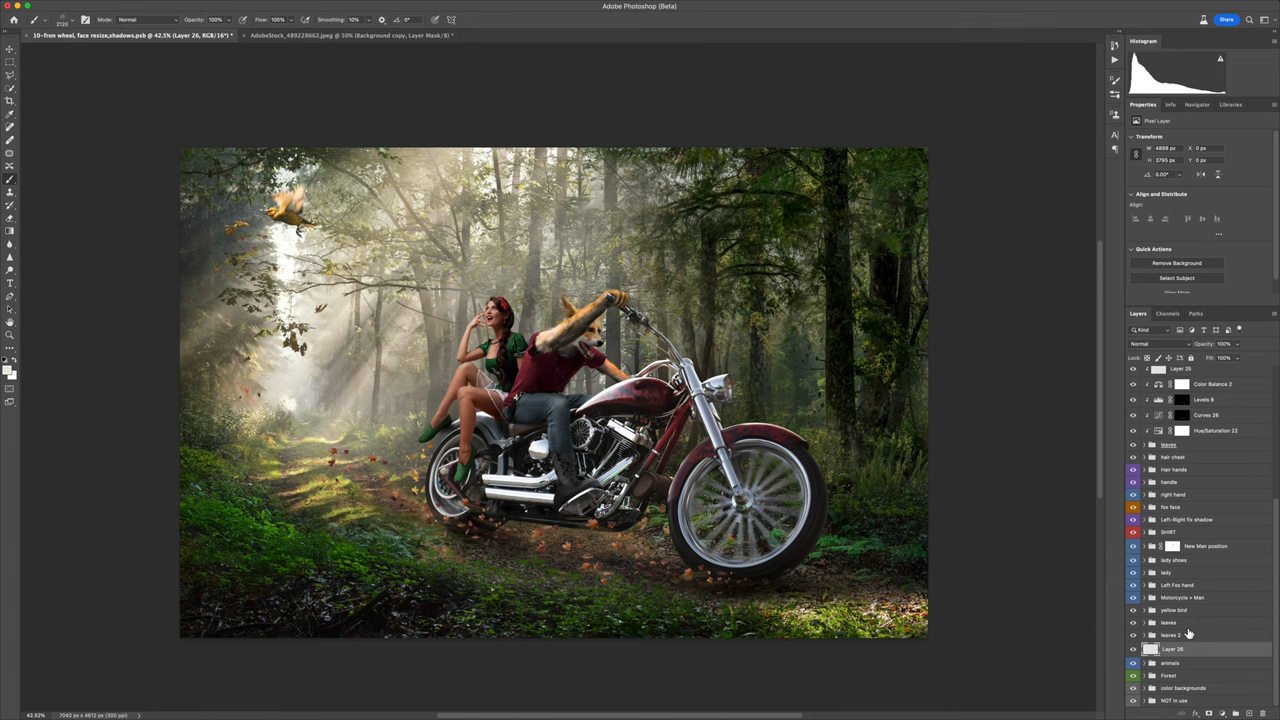 Adobe Photoshop (Beta)
2120 Mode: Normal Opacity: 100% Flow: 100% Smoothing: 10% 0° Share
10-fron wheel, face resize,shadows.psb @ 42.5% (Layer 26, RGB/16*) *
AdobeStock_489228662.jpeg @ 50% (Background copy, Layer Mask/8) *
Histogram
Properties Info Navigator Libraries
Pixel Layer
Transform
W 4898 px X 0 px
H 3795 px Y 0 px
0.00°
Align and Distribute
Align:
Quick Actions
Remove Background
Select Subject
View More
Layers Channels Paths
Kind
Normal Opacity: 100%
Lock: Fill: 100%
Layer 25
Color Balance 2
Levels 8
Curves 26
Hue/Saturation 22
leaves
hair chest
Hair hands
handle
right hand
fox face
Left-Right fix shadow
SHIRT
New Man position
lady shoes
lady
Left Fox hand
Motorcycle + Man
yellow bird
leaves
leaves 2
Layer 26
animals
Forest
color backgrounds
NOT in use
42.52% 7040 px x 4612 px (300 ppi)